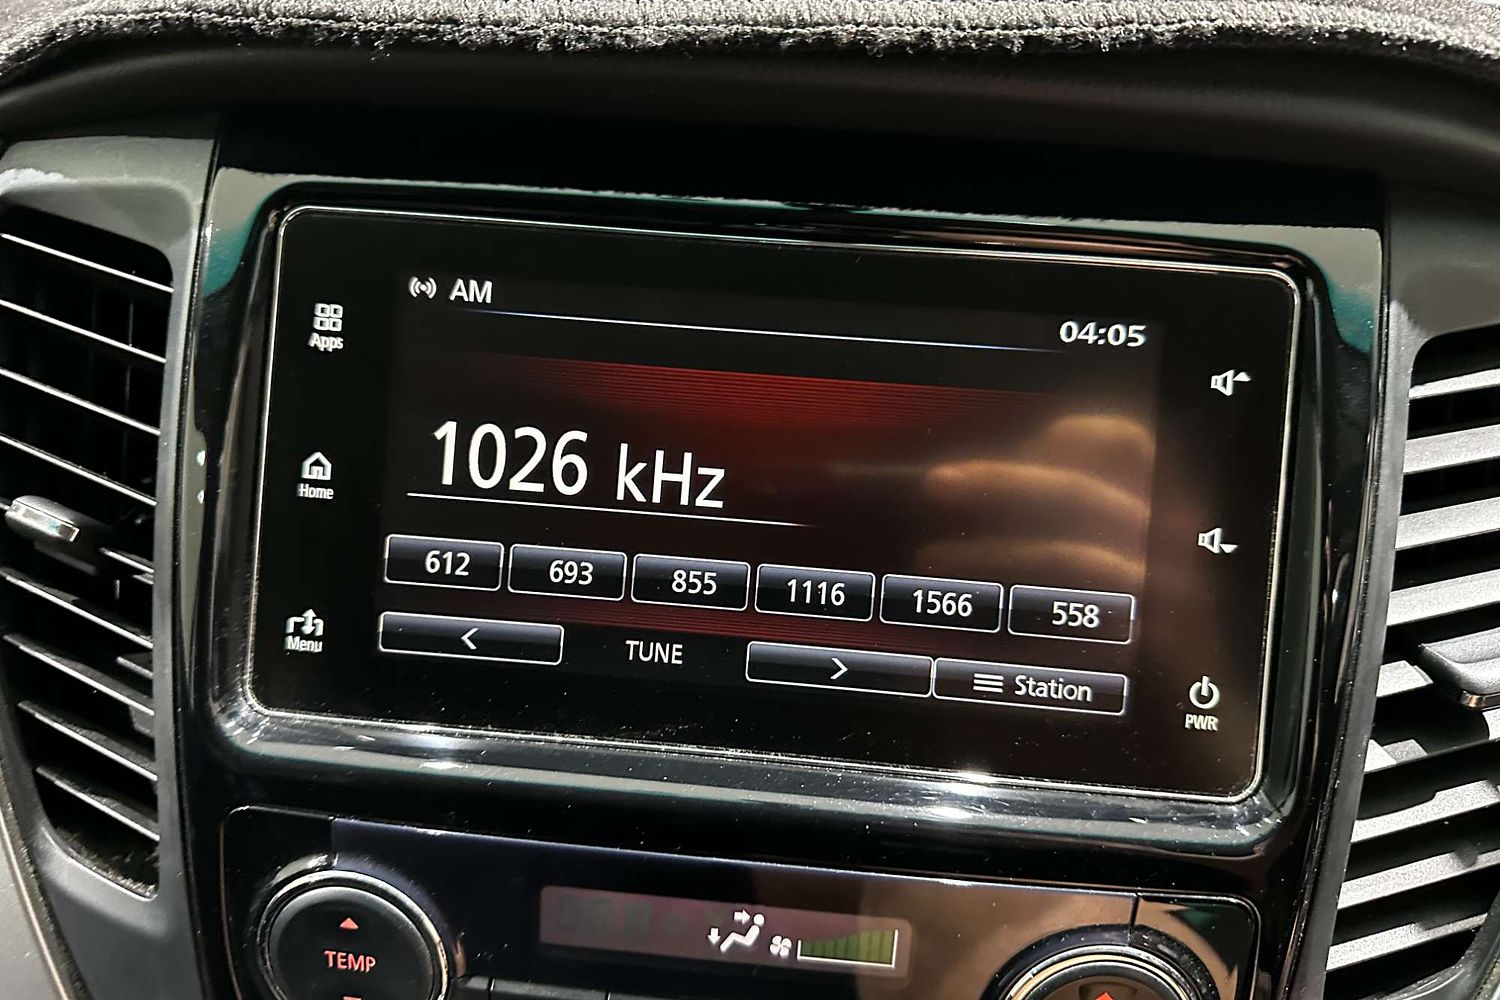 AM
04:05
Apps
1026 kHz
Home
612 693 855 1116 1566 558
Menu
< TUNE > Station
PWR
TEMP